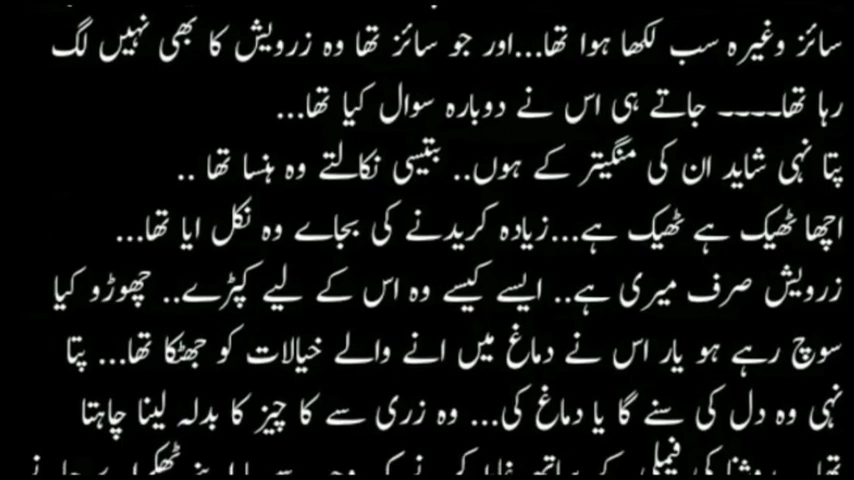 سائز وغیرہ سب لکھا ہوا تھا...اور جو سائز تھا وہ زرویش کا بھی نہیں لگ
رہا تھا۔۔۔۔ جاتے ہی اس نے دوبارہ سوال کیا تھا...
پتا نہی شاید ان کی منگیتر کے ہوں.. بتیسی نکالتے وہ ہنسا تھا ..
اچھا ٹھیک ہے ٹھیک ہے...زیادہ کریدنے کی بجاے وہ نکل ایا تھا...
زرویش صرف میری ہے.. ایسے کیسے وہ اس کے لیے کپڑے.. چھوڑو کیا
سوچ رہے ہو یار اس نے دماغ میں انے والے خیالات کو جھٹکا تھا... پتا
نہی وہ دل کی سنے گا یا دماغ کی... وہ زری سے کا چیز کا بدلہ لینا چاہتا
کی فیملی کے ساتھ